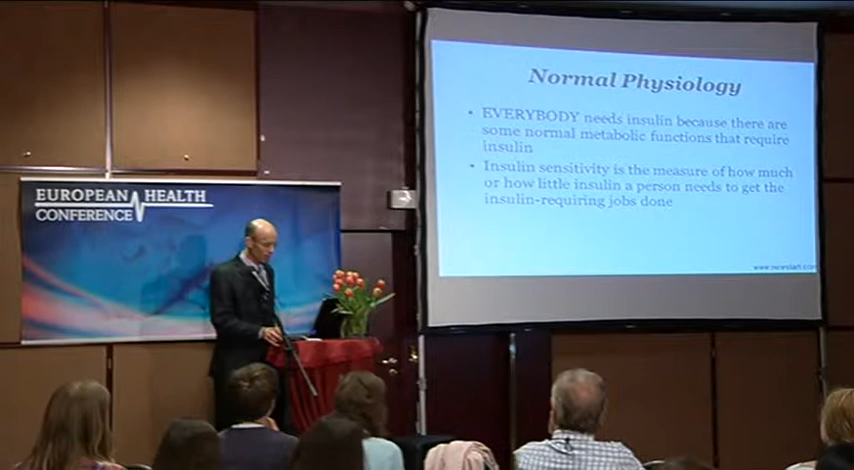 EUROPEAN HEALTH
CONFERENCE
Normal Physiology
• EVERYBODY needs insulin because there are
some normal metabolic functions that require
insulin
• Insulin sensitivity is the measure of how much
or how little insulin a person needs to get the
insulin-requiring jobs done
www.newstart.com